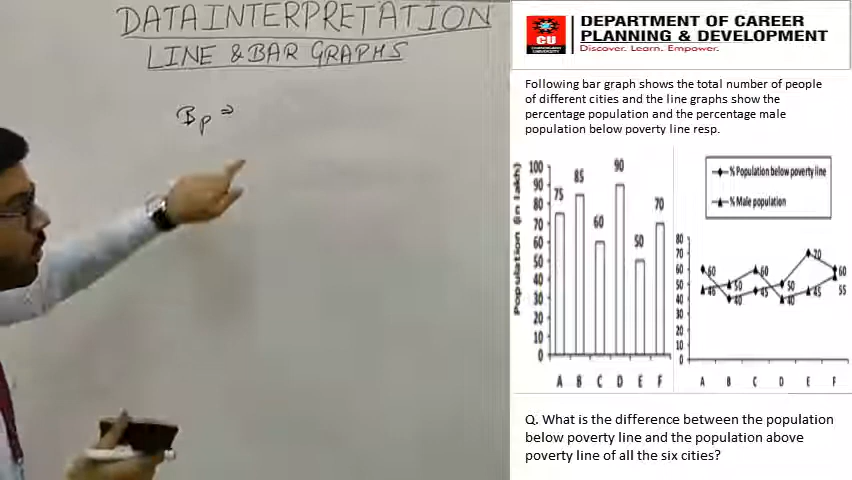 DATA INTERPRETATION
LINE & BAR GRAPHS
Bp ⇒
CU
CHANDIGARH
UNIVERSITY
DEPARTMENT OF CAREER
PLANNING & DEVELOPMENT
Discover. Learn. Empower.
Following bar graph shows the total number of people
of different cities and the line graphs show the
percentage population and the percentage male
population below poverty line resp.
Population (in lakh)
100
90
80
70
60
50
40
30
20
10
0
75
85
60
90
50
70
A B C D E F
% Population below poverty line
% Male population
80
70
60
50
40
30
20
10
0
60 50 60 50 70 60
46 40 45 40 45 55
A B C D E F
Q. What is the difference between the population
below poverty line and the population above
poverty line of all the six cities?